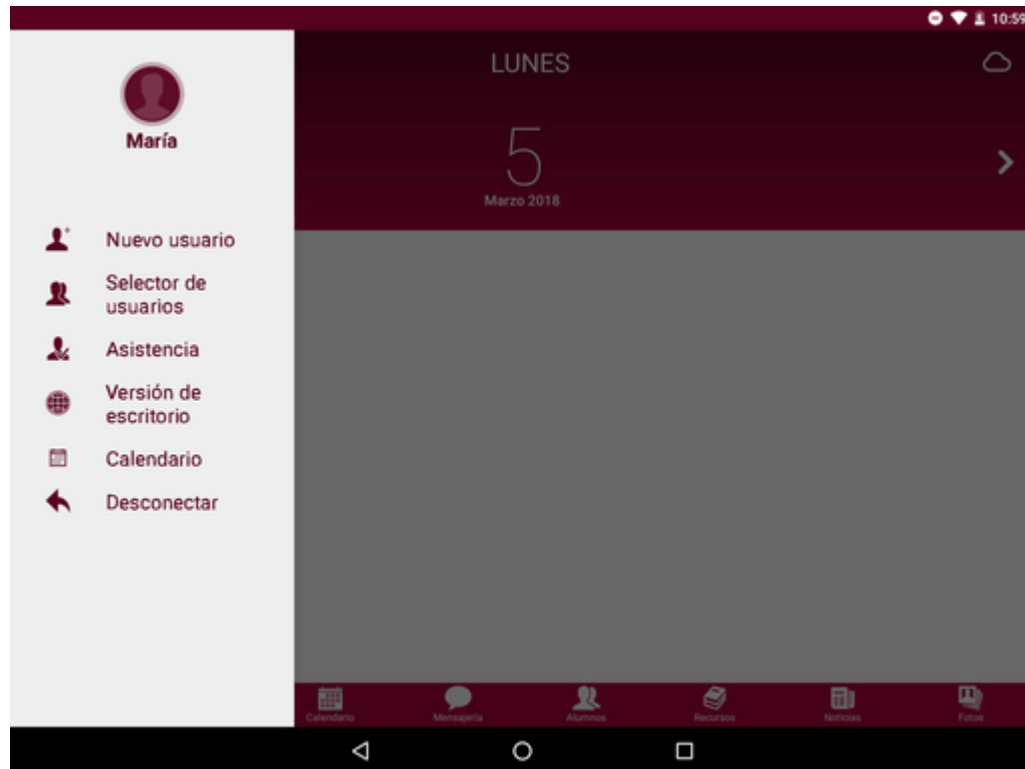 10:59
María
Nuevo usuario
Selector de
usuarios
Asistencia
Versión de
escritorio
Calendario
Desconectar
LUNES
5
Marzo 2018
Calendario
Mensajería
Alumnos
Recursos
Noticias
Fotos